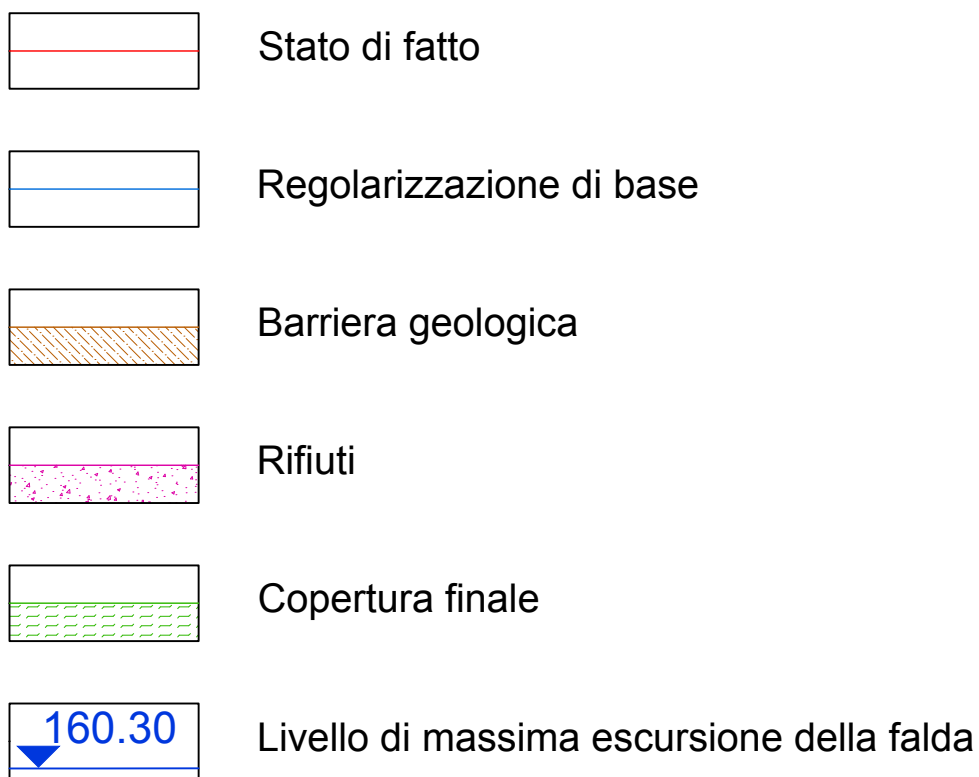 Stato di fatto
Regolarizzazione di base
Barriera geologica
Rifiuti
Copertura finale
160.30 Livello di massima escursione della falda